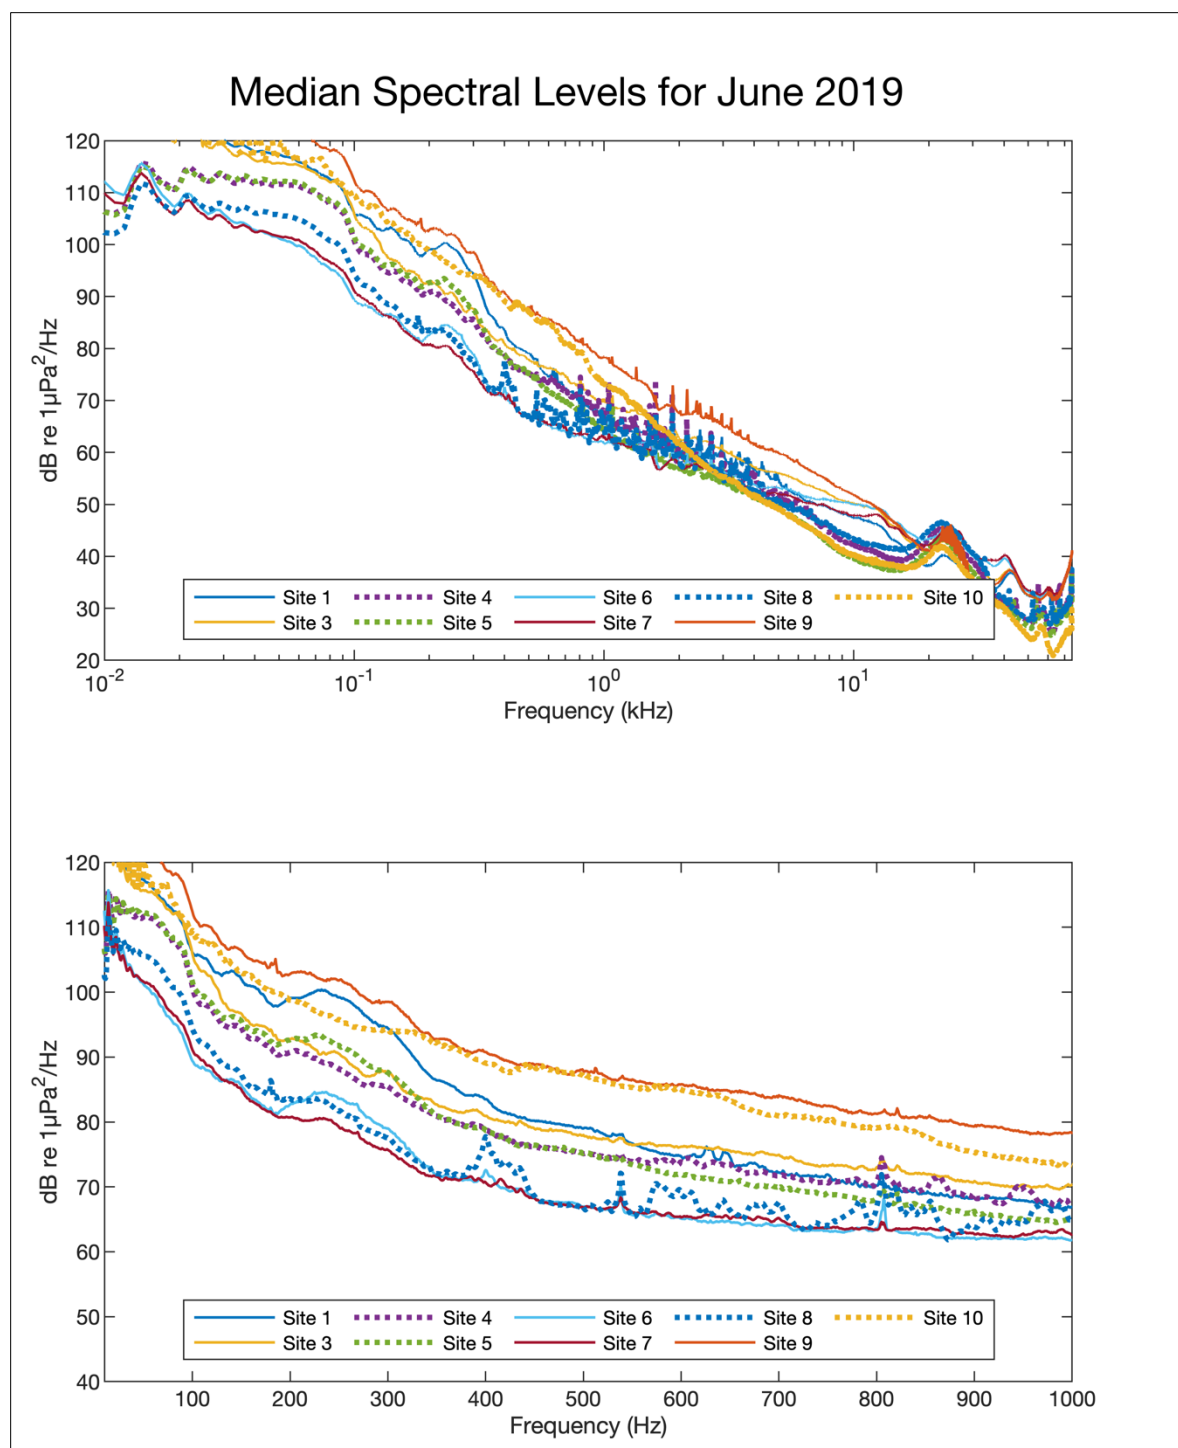 Median Spectral Levels for June 2019
120
110
100
90
80
70
60
50
40
30
20
dB re 1µPa²/Hz
10⁻² 10⁻¹ 10⁰ 10¹
Frequency (kHz)
Site 1 Site 4 Site 6 Site 8 Site 10
Site 3 Site 5 Site 7 Site 9
120
110
100
90
80
70
60
50
40
dB re 1µPa²/Hz
100 200 300 400 500 600 700 800 900 1000
Frequency (Hz)
Site 1 Site 4 Site 6 Site 8 Site 10
Site 3 Site 5 Site 7 Site 9